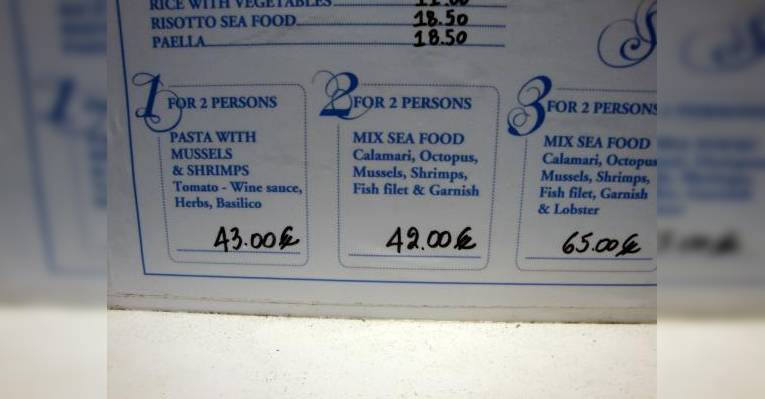 RICE WITH VEGETABLES
RISOTTO SEA FOOD 18.50
PAELLA 18.50
1 FOR 2 PERSONS
PASTA WITH
MUSSELS
& SHRIMPS
Tomato - Wine sauce,
Herbs, Basilico
43.00€
2 FOR 2 PERSONS
MIX SEA FOOD
Calamari, Octopus,
Mussels, Shrimps,
Fish filet & Garnish
42.00€
3 FOR 2 PERSONS
MIX SEA FOOD
Calamari, Octopus
Mussels, Shrimps,
Fish filet, Garnish
& Lobster
65.00€